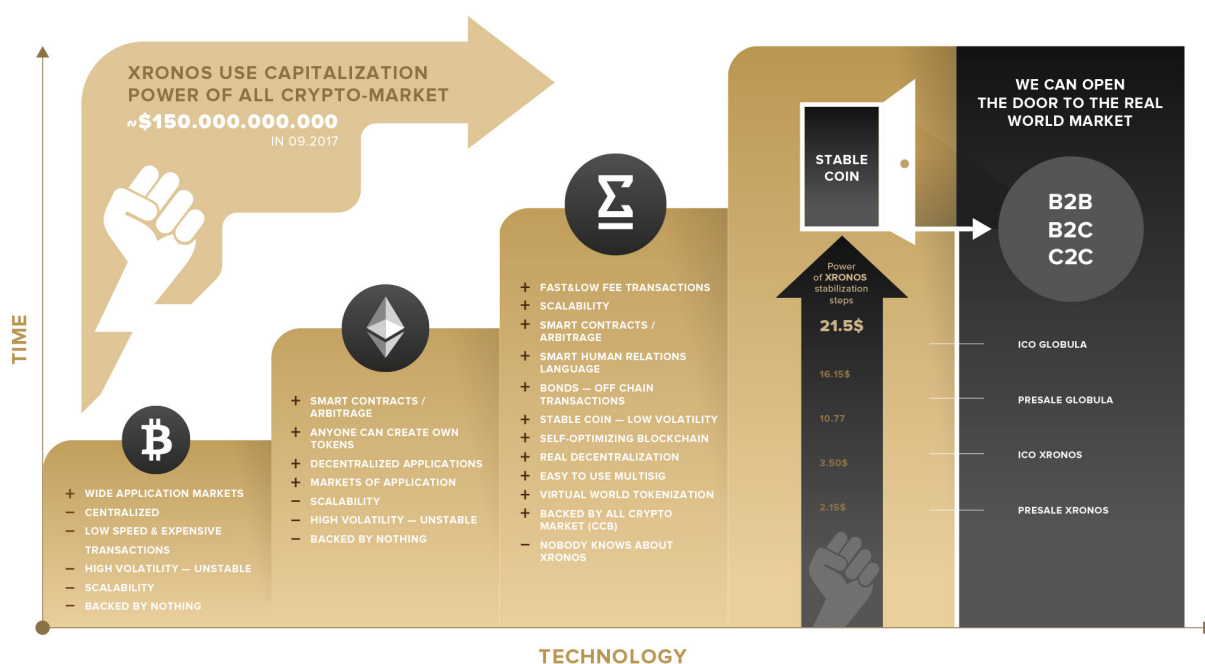 XRONOS USE CAPITALIZATION
POWER OF ALL CRYPTO-MARKET
~$150.000.000.000
IN 09.2017
TIME
TECHNOLOGY
+ WIDE APPLICATION MARKETS
− CENTRALIZED
− LOW SPEED & EXPENSIVE
TRANSACTIONS
− HIGH VOLATILITY — UNSTABLE
− SCALABILITY
− BACKED BY NOTHING
+ SMART CONTRACTS /
ARBITRAGE
+ ANYONE CAN CREATE OWN
TOKENS
+ DECENTRALIZED APPLICATIONS
+ MARKETS OF APPLICATION
− SCALABILITY
− HIGH VOLATILITY — UNSTABLE
− BACKED BY NOTHING
+ FAST&LOW FEE TRANSACTIONS
+ SCALABILITY
+ SMART CONTRACTS /
ARBITRAGE
+ SMART HUMAN RELATIONS
LANGUAGE
+ BONDS — OFF CHAIN
TRANSACTIONS
+ STABLE COIN — LOW VOLATILITY
+ SELF-OPTIMIZING BLOCKCHAIN
+ REAL DECENTRALIZATION
+ EASY TO USE MULTISIG
+ VIRTUAL WORLD TOKENIZATION
+ BACKED BY ALL CRYPTO
MARKET (CCB)
− NOBODY KNOWS ABOUT
XRONOS
STABLE
COIN
Power
of XRONOS
stabilization
steps
21.5$
16.15$
10.77
3.50$
2.15$
WE CAN OPEN
THE DOOR TO THE REAL
WORLD MARKET
B2B
B2C
C2C
ICO GLOBULA
PRESALE GLOBULA
ICO XRONOS
PRESALE XRONOS